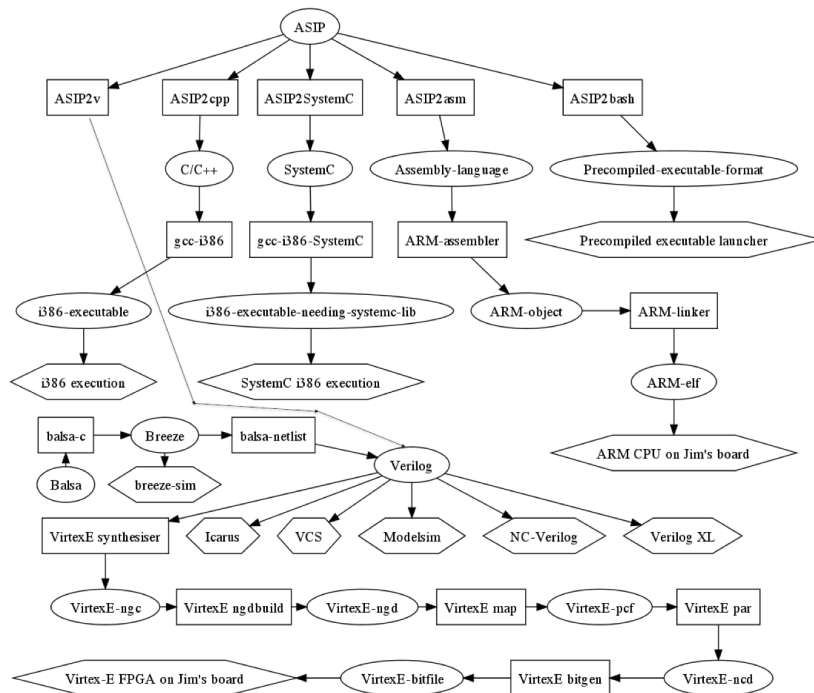 ASIP
ASIP2v
ASIP2cpp
ASIP2SystemC
ASIP2asm
ASIP2bash
C/C++
SystemC
Assembly-language
Precompiled-executable-format
gcc-i386
gcc-i386-SystemC
ARM-assembler
Precompiled executable launcher
i386-executable
i386-executable-needing-systemc-lib
ARM-object
ARM-linker
i386 execution
SystemC i386 execution
ARM-elf
balsa-c
Breeze
balsa-netlist
ARM CPU on Jim's board
Balsa
breeze-sim
Verilog
VirtexE synthesiser
Icarus
VCS
Modelsim
NC-Verilog
Verilog XL
VirtexE-ngc
VirtexE ngdbuild
VirtexE-ngd
VirtexE map
VirtexE-pcf
VirtexE par
Virtex-E FPGA on Jim's board
VirtexE-bitfile
VirtexE bitgen
VirtexE-ncd